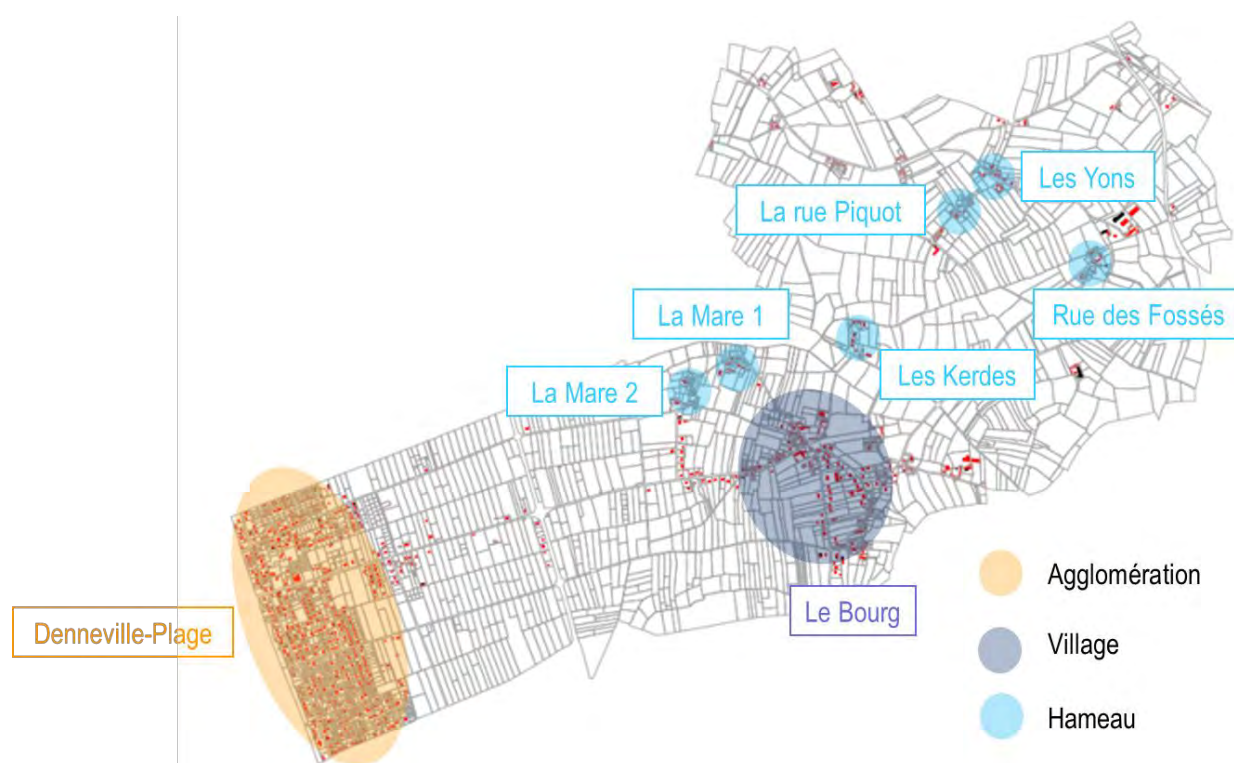 Les Yons
La rue Piquot
La Mare 1
Rue des Fossés
La Mare 2
Les Kerdes
Denneville-Plage
Le Bourg
Agglomération
Village
Hameau